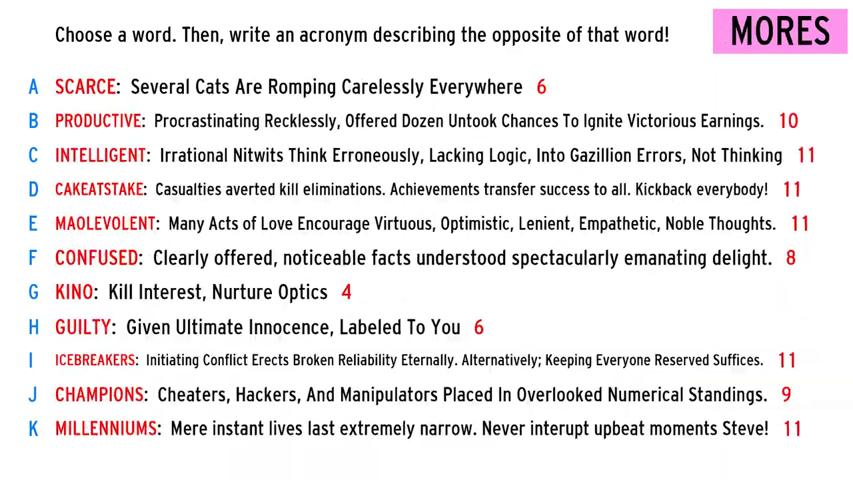 Choose a word. Then, write an acronym describing the opposite of that word!
MORES
A SCARCE: Several Cats Are Romping Carelessly Everywhere 6
B PRODUCTIVE: Procrastinating Recklessly, Offered Dozen Untook Chances To Ignite Victorious Earnings. 10
C INTELLIGENT: Irrational Nitwits Think Erroneously, Lacking Logic, Into Gazillion Errors, Not Thinking 11
D CAKEATSTAKE: Casualties averted kill eliminations. Achievements transfer success to all. Kickback everybody! 11
E MAOLEVOLENT: Many Acts of Love Encourage Virtuous, Optimistic, Lenient, Empathetic, Noble Thoughts. 11
F CONFUSED: Clearly offered, noticeable facts understood spectacularly emanating delight. 8
G KINO: Kill Interest, Nurture Optics 4
H GUILTY: Given Ultimate Innocence, Labeled To You 6
I ICEBREAKERS: Initiating Conflict Erects Broken Reliability Eternally. Alternatively; Keeping Everyone Reserved Suffices. 11
J CHAMPIONS: Cheaters, Hackers, And Manipulators Placed In Overlooked Numerical Standings. 9
K MILLENNIUMS: Mere instant lives last extremely narrow. Never interupt upbeat moments Steve! 11